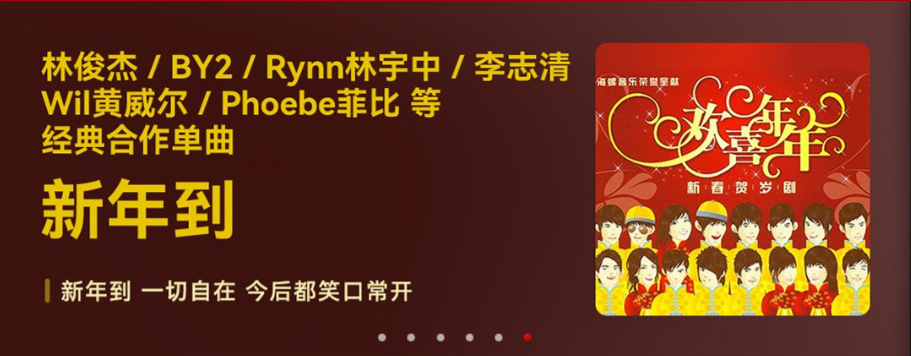 林俊杰 / BY2 / Rynn林宇中 / 李志清
Wil黄威尔 / Phoebe菲比 等
经典合作单曲
新年到
新年到 一切自在 今后都笑口常开
海蝶音乐荣誉呈献
欢喜年年
新春贺岁剧